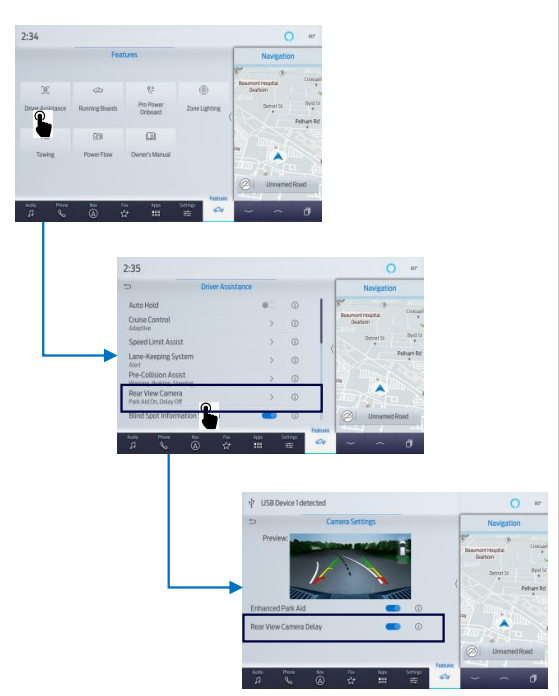 2:34
80°
Features
Navigation
Driver Assistance
Running Boards
Pro Power
Onboard
Zone Lighting
Towing
Power Flow
Owner's Manual
Beaumont Hospital,
Dearborn
Detroit St
Byrd St
Pelham Rd
Unnamed Road
Audio
Phone
Nav
Fav
Apps
Settings
Features
2:35
80°
Driver Assistance
Navigation
Auto Hold
Cruise Control
Adaptive
Speed Limit Assist
Lane-Keeping System
Alert
Pre-Collision Assist
Rear View Camera
Park Aid On, Delay Off
Blind Spot Information
Beaumont Hospital,
Dearborn
Detroit St
Byrd St
Pelham Rd
Unnamed Road
Audio
Phone
Nav
Fav
Apps
Settings
Features
USB Device 1 detected
80°
Camera Settings
Navigation
Preview:
Enhanced Park Aid
Rear View Camera Delay
Beaumont Hospital,
Dearborn
Detroit St
Byrd St
Pelham Rd
Unnamed Road
Audio
Phone
Nav
Fav
Apps
Settings
Features